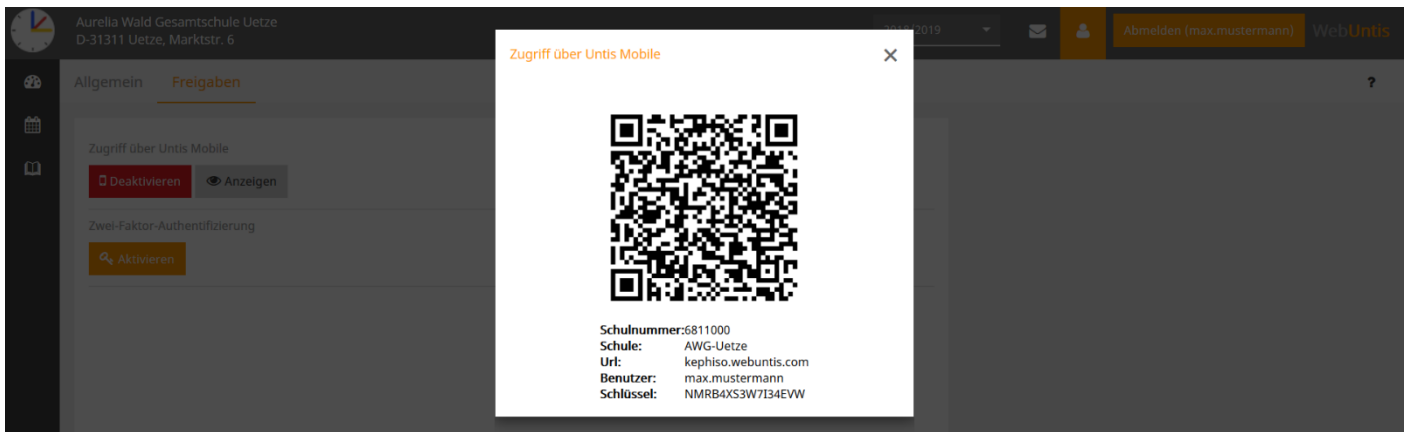 Aurelia Wald Gesamtschule Uetze
D-31311 Uetze, Marktstr. 6
2018/2019
Abmelden (max.mustermann)
WebUntis
Allgemein Freigaben
?
Zugriff über Untis Mobile
Deaktivieren Anzeigen
Zwei-Faktor-Authentifizierung
Aktivieren
Zugriff über Untis Mobile
Schulnummer:6811000
Schule: AWG-Uetze
Url: kephiso.webuntis.com
Benutzer: max.mustermann
Schlüssel: NMRB4XS3W7I34EVW